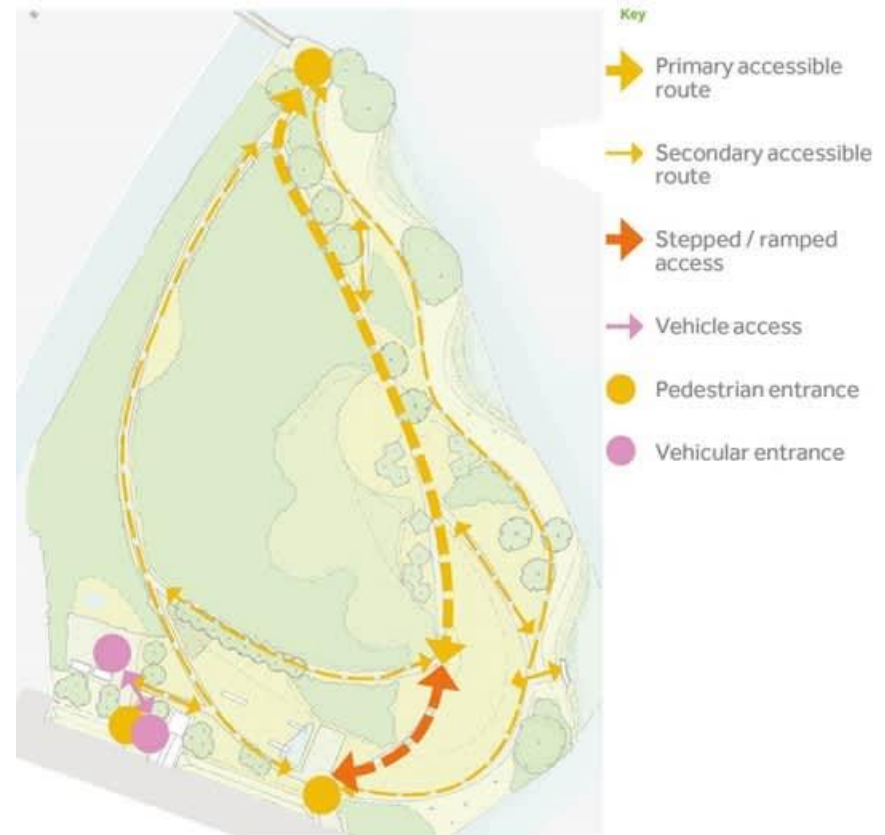 Key
Primary accessible
route
Secondary accessible
route
Stepped / ramped
access
Vehicle access
Pedestrian entrance
Vehicular entrance